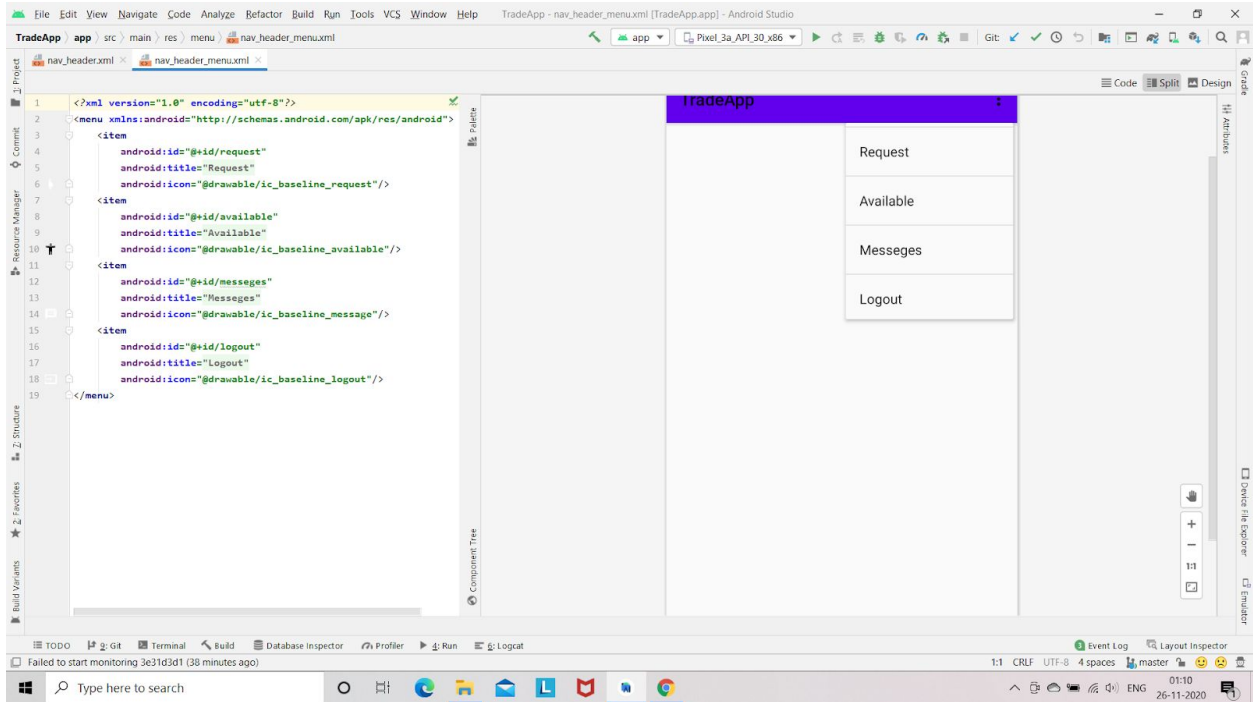 File Edit View Navigate Code Analyze Refactor Build Run Tools VCS Window Help TradeApp - nav_header_menu.xml [TradeApp.app] - Android Studio
TradeApp app src main res menu nav_header_menu.xml app Pixel_3a_API_30_x86 Git:
nav_header.xml nav_header_menu.xml
Code Split Design
1: Project
Commit
Resource Manager
Z: Structure
2: Favorites
Build Variants
1 <?xml version="1.0" encoding="utf-8"?>
2 <menu xmlns:android="http://schemas.android.com/apk/res/android">
3 <item
4 android:id="@+id/request"
5 android:title="Request"
6 android:icon="@drawable/ic_baseline_request"/>
7 <item
8 android:id="@+id/available"
9 android:title="Available"
10 android:icon="@drawable/ic_baseline_available"/>
11 <item
12 android:id="@+id/messeges"
13 android:title="Messeges"
14 android:icon="@drawable/ic_baseline_message"/>
15 <item
16 android:id="@+id/logout"
17 android:title="Logout"
18 android:icon="@drawable/ic_baseline_logout"/>
19 </menu>
Palette
Component Tree
TradeApp
Request
Available
Messeges
Logout
1:1
Gradle
Attributes
Device File Explorer
Emulator
TODO 9: Git Terminal Build Database Inspector Profiler 4: Run 6: Logcat 3 Event Log Layout Inspector
Failed to start monitoring 3e31d3d1 (38 minutes ago) 1:1 CRLF UTF-8 4 spaces master
Type here to search L ENG 01:10
26-11-2020 1